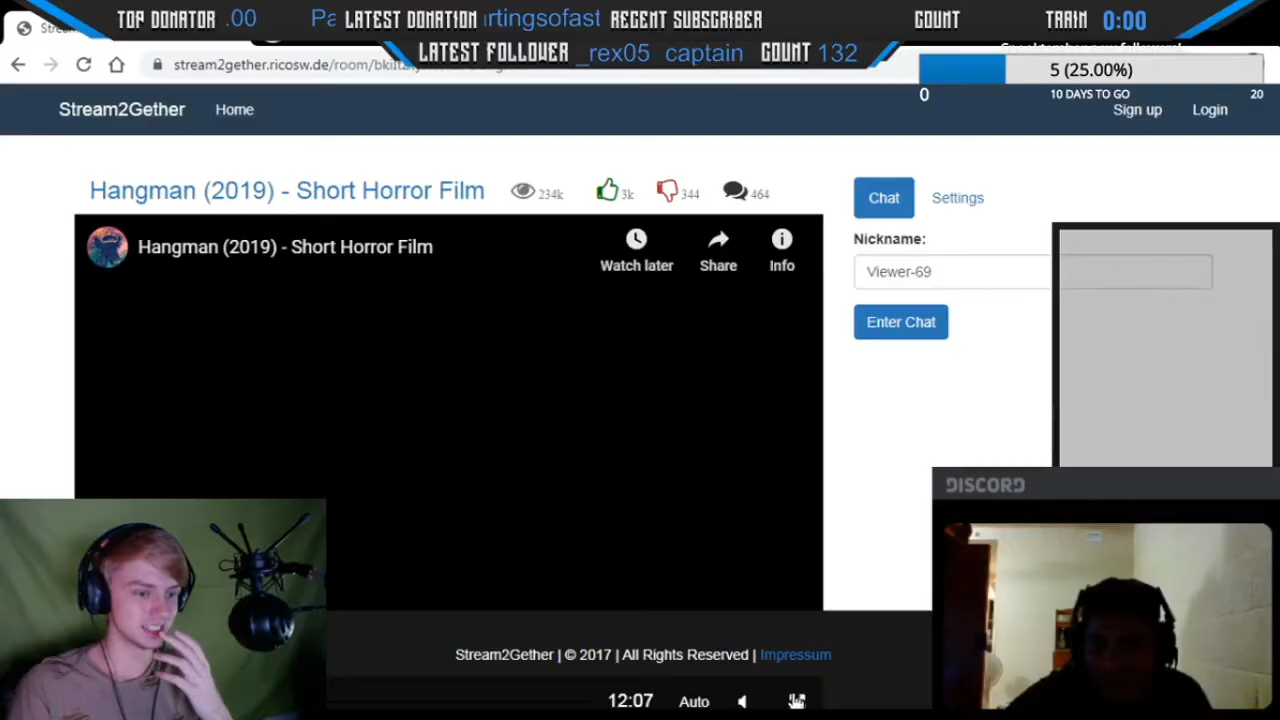 TOP DONATOR .00 Pa LATEST DONATION urtingsofast RECENT SUBSCRIBER COUNT TRAIN 0:00
LATEST FOLLOWER _rex05 captain COUNT 132
stream2gether.ricosw.de/room/
5 (25.00%)
0 10 DAYS TO GO 20
Stream2Gether Home Sign up Login
Hangman (2019) - Short Horror Film 234k 3k 344 464
Chat Settings
Hangman (2019) - Short Horror Film
Watch later Share Info
Nickname:
Viewer-69
Enter Chat
DISCORD
Stream2Gether | © 2017 | All Rights Reserved | Impressum
12:07 Auto